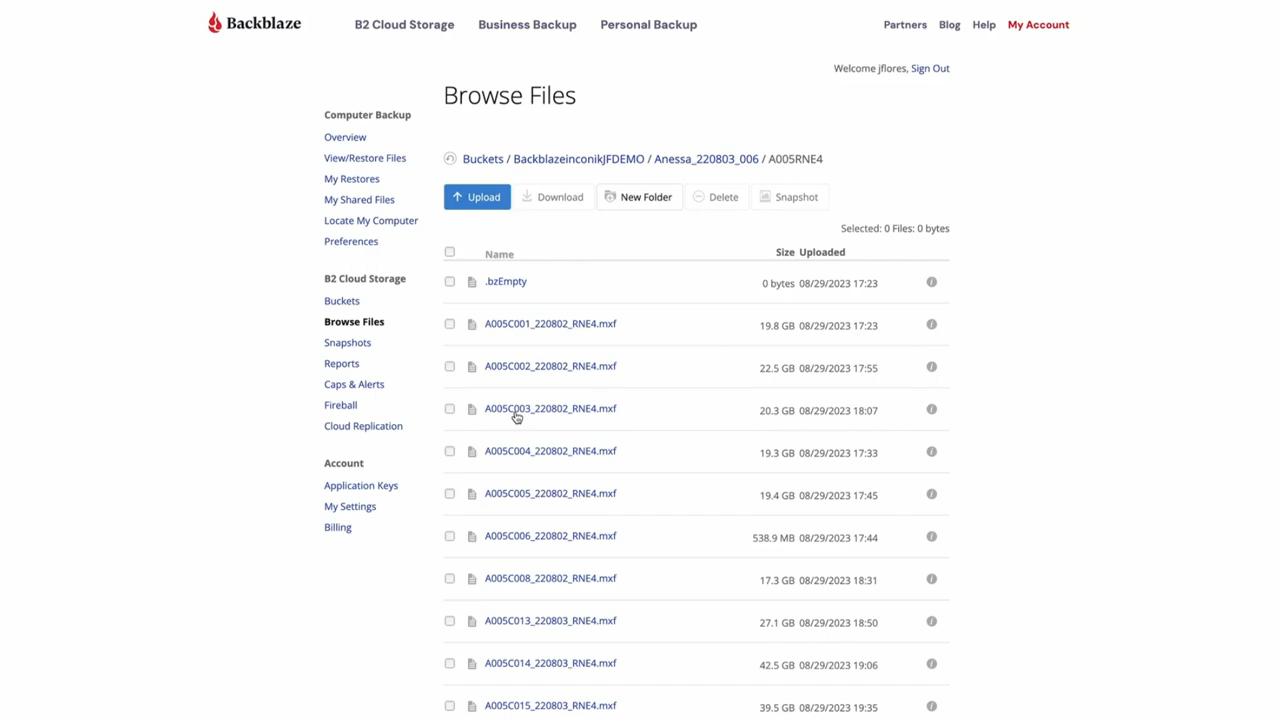 Backblaze B2 Cloud Storage Business Backup Personal Backup Partners Blog Help My Account
Welcome jflores, Sign Out
Browse Files
Computer Backup
Overview
View/Restore Files
My Restores
My Shared Files
Locate My Computer
Preferences
B2 Cloud Storage
Buckets
Browse Files
Snapshots
Reports
Caps & Alerts
Fireball
Cloud Replication
Account
Application Keys
My Settings
Billing
Buckets / BackblazeinconikJFDEMO / Anessa_220803_006 / A005RNE4
Upload Download New Folder Delete Snapshot
Selected: 0 Files: 0 bytes
Name Size Uploaded
.bzEmpty 0 bytes 08/29/2023 17:23
A005C001_220802_RNE4.mxf 19.8 GB 08/29/2023 17:23
A005C002_220802_RNE4.mxf 22.5 GB 08/29/2023 17:55
A005C003_220802_RNE4.mxf 20.3 GB 08/29/2023 18:07
A005C004_220802_RNE4.mxf 19.3 GB 08/29/2023 17:33
A005C005_220802_RNE4.mxf 19.4 GB 08/29/2023 17:45
A005C006_220802_RNE4.mxf 538.9 MB 08/29/2023 17:44
A005C008_220802_RNE4.mxf 17.3 GB 08/29/2023 18:31
A005C013_220803_RNE4.mxf 27.1 GB 08/29/2023 18:50
A005C014_220803_RNE4.mxf 42.5 GB 08/29/2023 19:06
A005C015_220803_RNE4.mxf 39.5 GB 08/29/2023 19:35